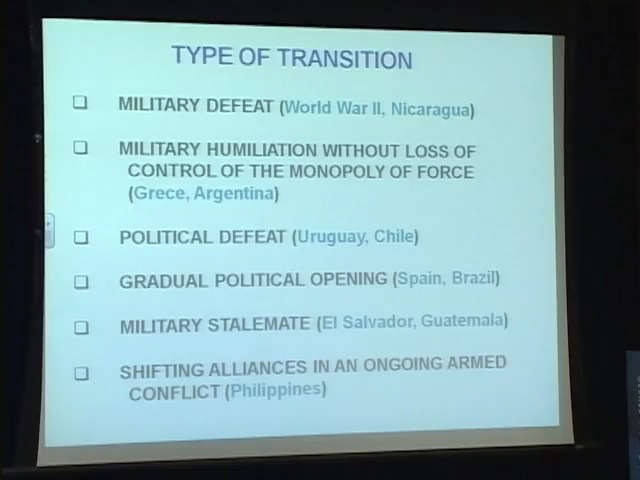 TYPE OF TRANSITION
❑ MILITARY DEFEAT (World War II, Nicaragua)
❑ MILITARY HUMILIATION WITHOUT LOSS OF
CONTROL OF THE MONOPOLY OF FORCE
(Grece, Argentina)
❑ POLITICAL DEFEAT (Uruguay, Chile)
❑ GRADUAL POLITICAL OPENING (Spain, Brazil)
❑ MILITARY STALEMATE (El Salvador, Guatemala)
❑ SHIFTING ALLIANCES IN AN ONGOING ARMED
CONFLICT (Philippines)